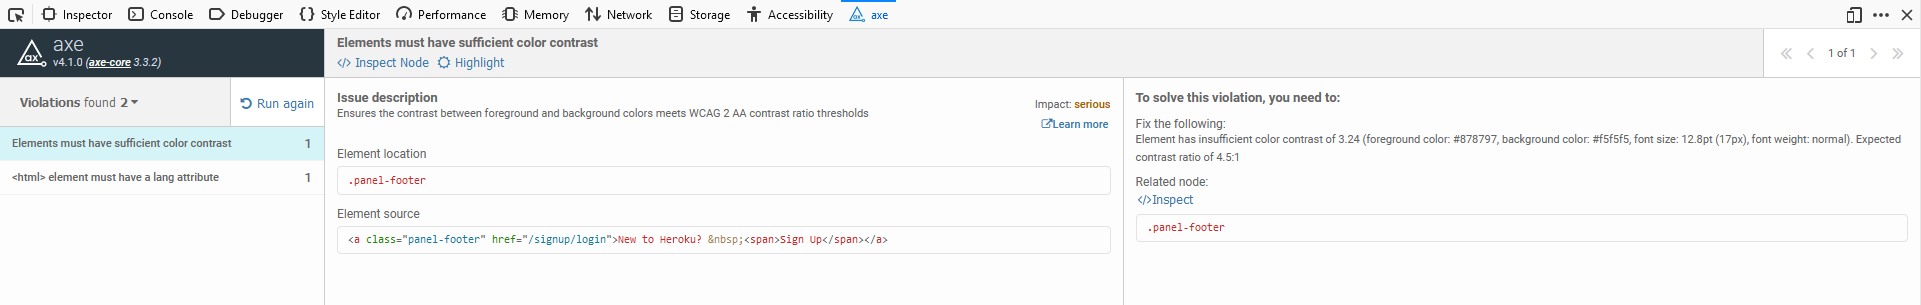 Inspector Console Debugger Style Editor Performance Memory Network Storage Accessibility axe
axe
v4.1.0 (axe-core 3.3.2)
Elements must have sufficient color contrast
Inspect Node Highlight
1 of 1
Violations found 2
Run again
Elements must have sufficient color contrast 1
<html> element must have a lang attribute 1
Issue description
Ensures the contrast between foreground and background colors meets WCAG 2 AA contrast ratio thresholds
Impact: serious
Learn more
Element location
.panel-footer
Element source
<a class="panel-footer" href="/signup/login">New to Heroku? &nbsp;<span>Sign Up</span></a>
To solve this violation, you need to:
Fix the following:
Element has insufficient color contrast of 3.24 (foreground color: #878797, background color: #f5f5f5, font size: 12.8pt (17px), font weight: normal). Expected
contrast ratio of 4.5:1
Related node:
</>Inspect
.panel-footer